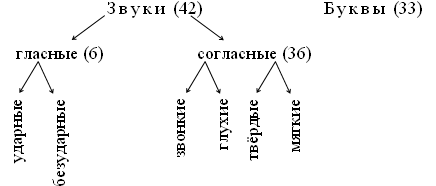 Звуки (42) Буквы (33)
гласные (6) согласные (36)
ударные безударные звонкие глухие твёрдые мягкие